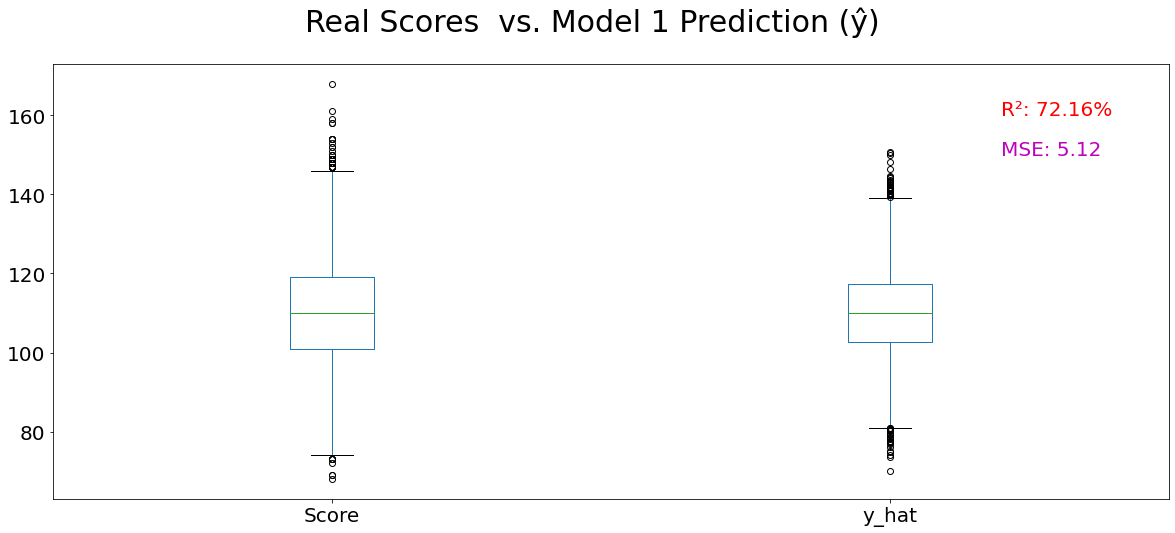 Real Scores  vs. Model 1 Prediction (ŷ)
160
140
120
100
80
R²: 72.16%
MSE: 5.12
Score
y_hat